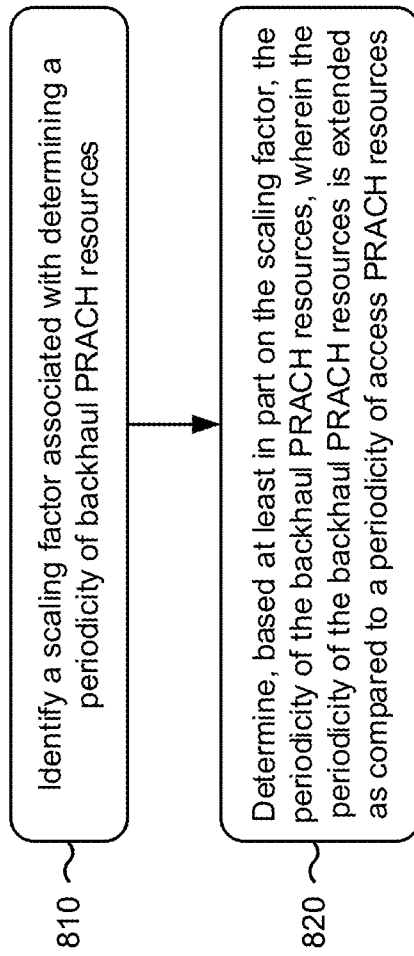 810
Identify a scaling factor associated with determining a
periodicity of backhaul PRACH resources
820
Determine, based at least in part on the scaling factor, the
periodicity of the backhaul PRACH resources, wherein the
periodicity of the backhaul PRACH resources is extended
as compared to a periodicity of access PRACH resources